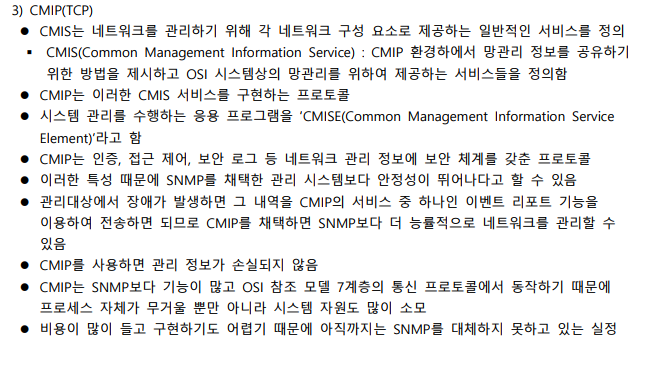 3) CMIP(TCP)
● CMIS는 네트워크를 관리하기 위해 각 네트워크 구성 요소로 제공하는 일반적인 서비스를 정의
▪ CMIS(Common Management Information Service) : CMIP 환경하에서 망관리 정보를 공유하기
위한 방법을 제시하고 OSI 시스템상의 망관리를 위하여 제공하는 서비스들을 정의함
● CMIP는 이러한 CMIS 서비스를 구현하는 프로토콜
● 시스템 관리를 수행하는 응용 프로그램을 ‘CMISE(Common Management Information Service
Element)’라고 함
● CMIP는 인증, 접근 제어, 보안 로그 등 네트워크 관리 정보에 보안 체계를 갖춘 프로토콜
● 이러한 특성 때문에 SNMP를 채택한 관리 시스템보다 안정성이 뛰어나다고 할 수 있음
● 관리대상에서 장애가 발생하면 그 내역을 CMIP의 서비스 중 하나인 이벤트 리포트 기능을
이용하여 전송하면 되므로 CMIP를 채택하면 SNMP보다 더 능률적으로 네트워크를 관리할 수
있음
● CMIP를 사용하면 관리 정보가 손실되지 않음
● CMIP는 SNMP보다 기능이 많고 OSI 참조 모델 7계층의 통신 프로토콜에서 동작하기 때문에
프로세스 자체가 무거울 뿐만 아니라 시스템 자원도 많이 소모
● 비용이 많이 들고 구현하기도 어렵기 때문에 아직까지는 SNMP를 대체하지 못하고 있는 실정